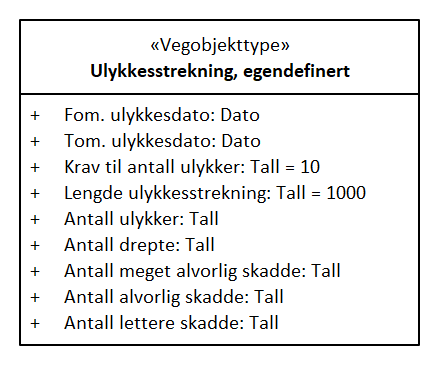 «Vegobjekttype»
Ulykkesstrekning, egendefinert
+ Fom. ulykkesdato: Dato
+ Tom. ulykkesdato: Dato
+ Krav til antall ulykker: Tall = 10
+ Lengde ulykkesstrekning: Tall = 1000
+ Antall ulykker: Tall
+ Antall drepte: Tall
+ Antall meget alvorlig skadde: Tall
+ Antall alvorlig skadde: Tall
+ Antall lettere skadde: Tall